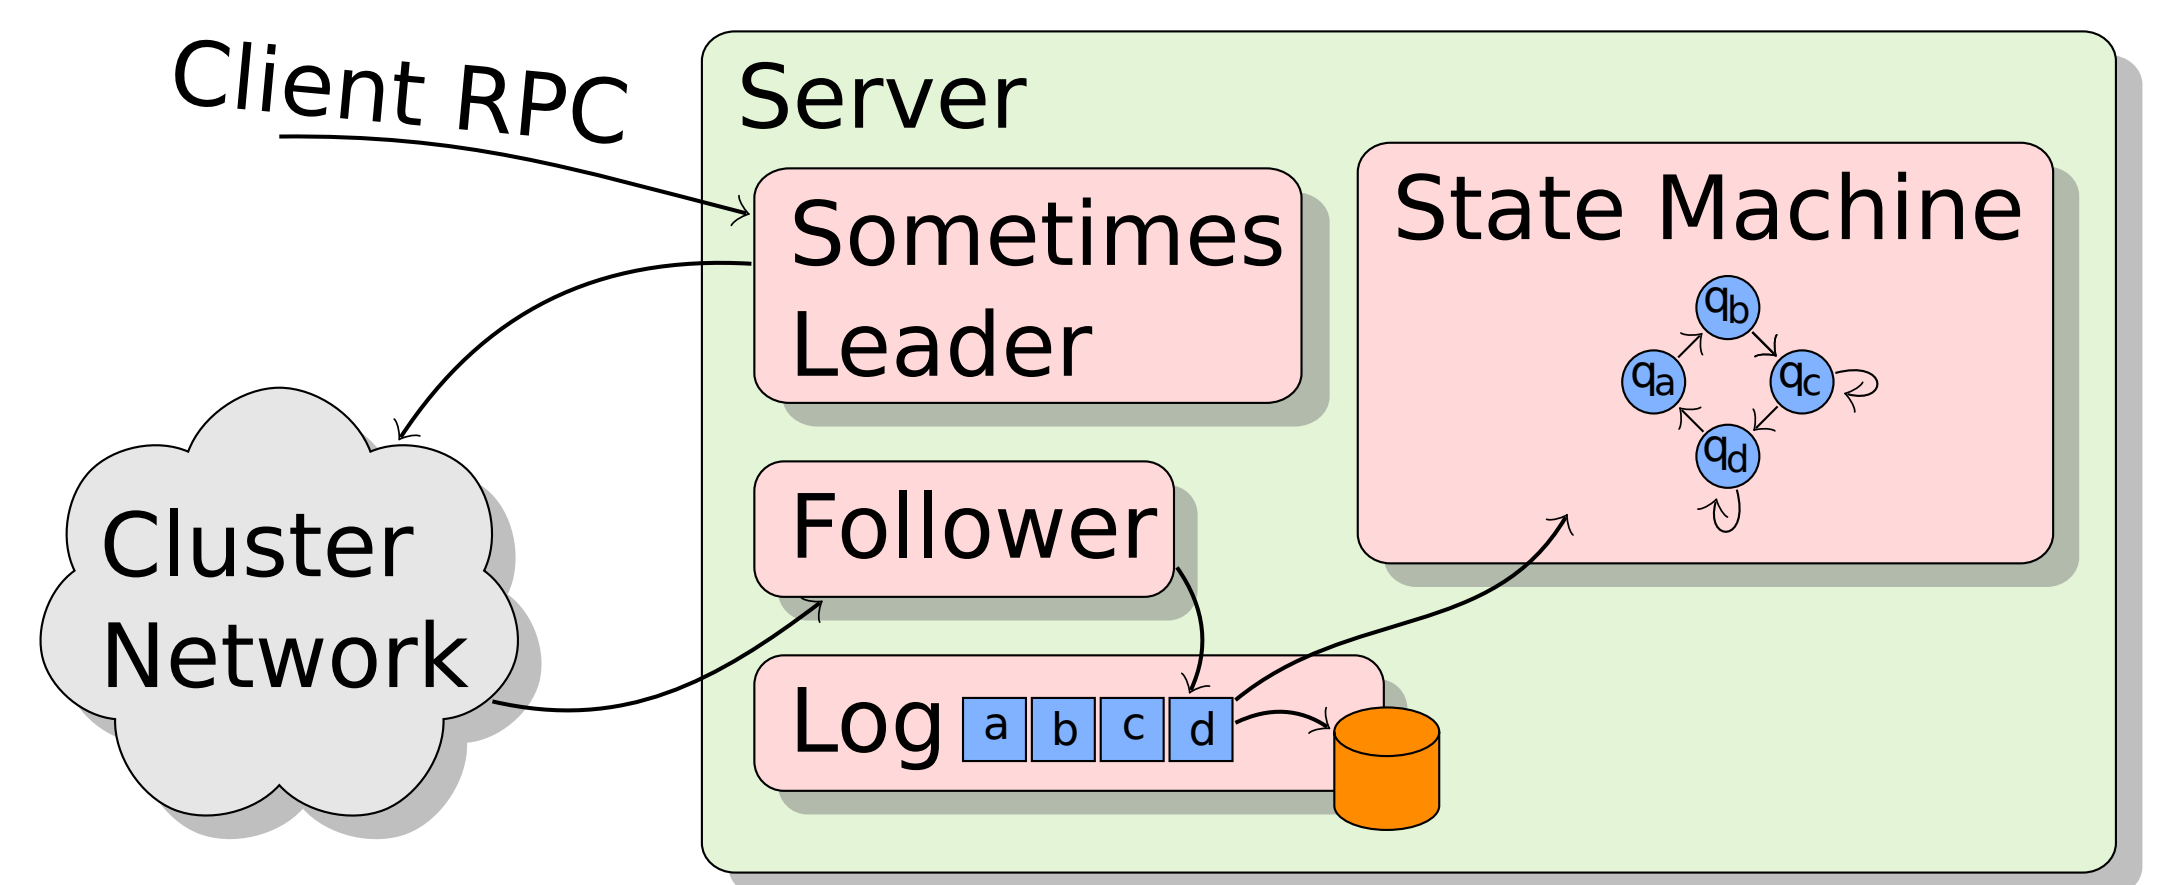 Client RPC
Server
Sometimes
Leader
State Machine
qb
qa
qc
qd
Follower
Cluster
Network
Log a b c d